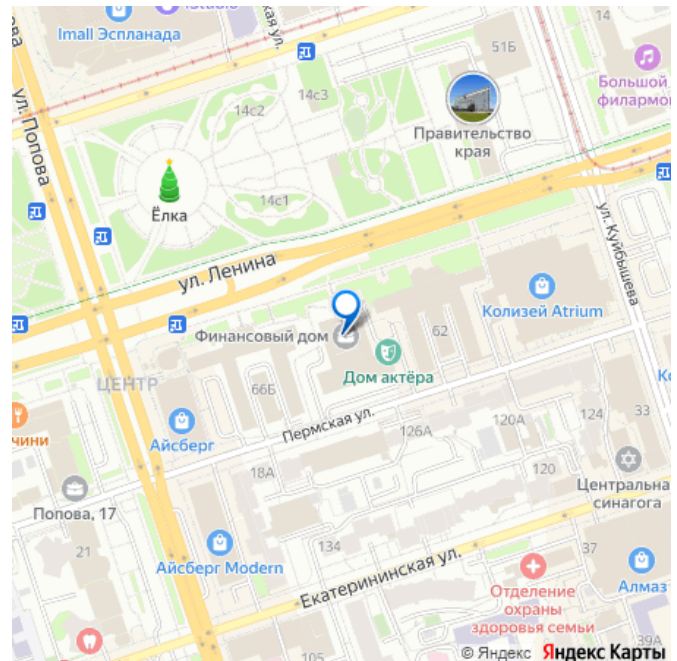 Imall Эспланада
14с2
14с3
51Б
14
Большой
филармо
Правительство
края
ул. Попова
Ёлка
14с1
ул. Ленина
ул. Куйбышева
Колизей Atrium
Финансовый дом
62
Дом актёра
ЦЕНТР
66Б
чини
Айсберг
Пермская ул.
126А
120А
124
33
Ко
18А
120
Центральна
синагога
Попова, 17
21
134
Айсберг Modern
Екатерининская ул.
37
Отделение
охраны
здоровья семьи
Алмаз
39А
105
© Яндекс Яндекс Карты